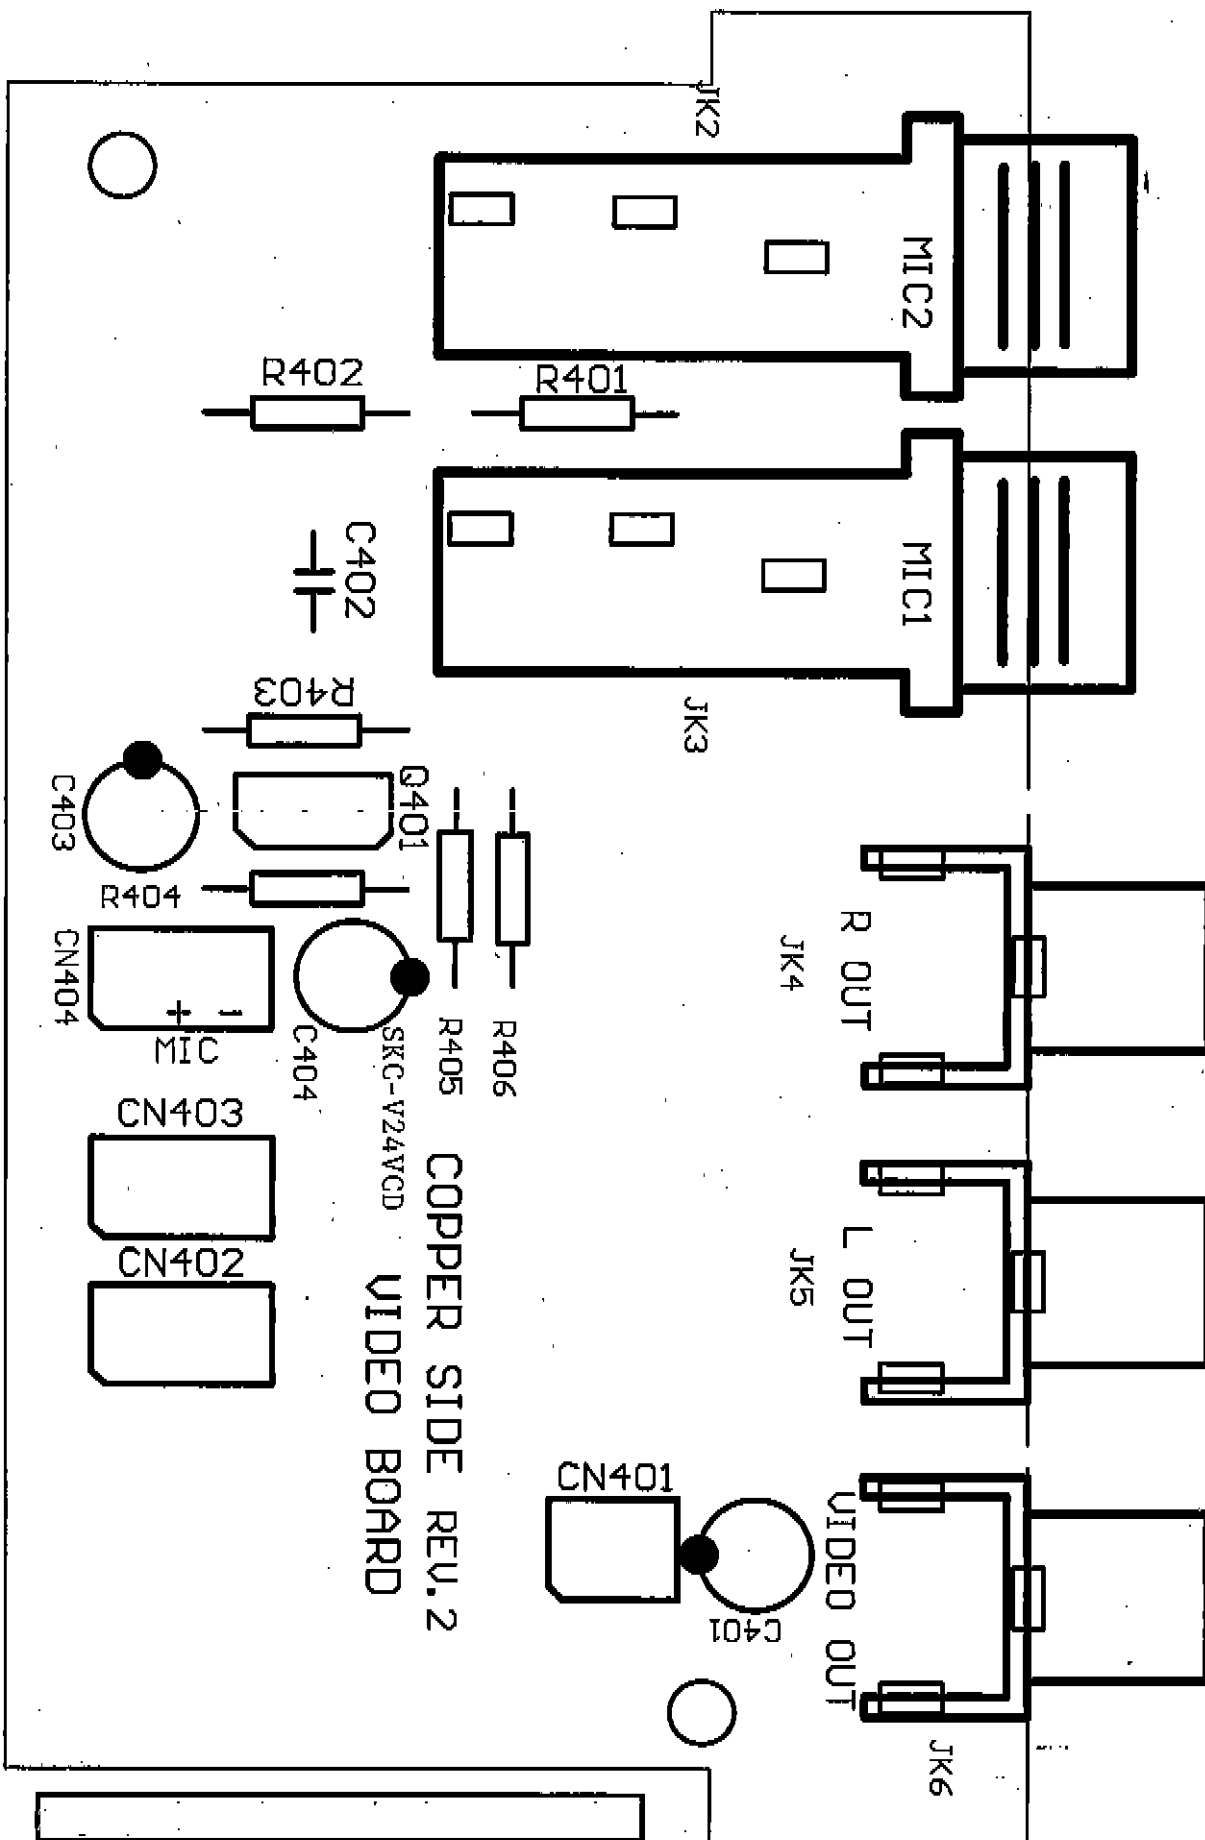 JK2
MIC2
R402
R401
C402
MIC1
R403
JK3
C403
Q401
R404
CN404
+ -
MIC
C404
SKC-V24VCD
R405
R406
JK4
R OUT
CN403
CN402
COPPER SIDE REV.2
VIDEO BOARD
JK5
L OUT
CN401
C401
VIDEO OUT
JK6